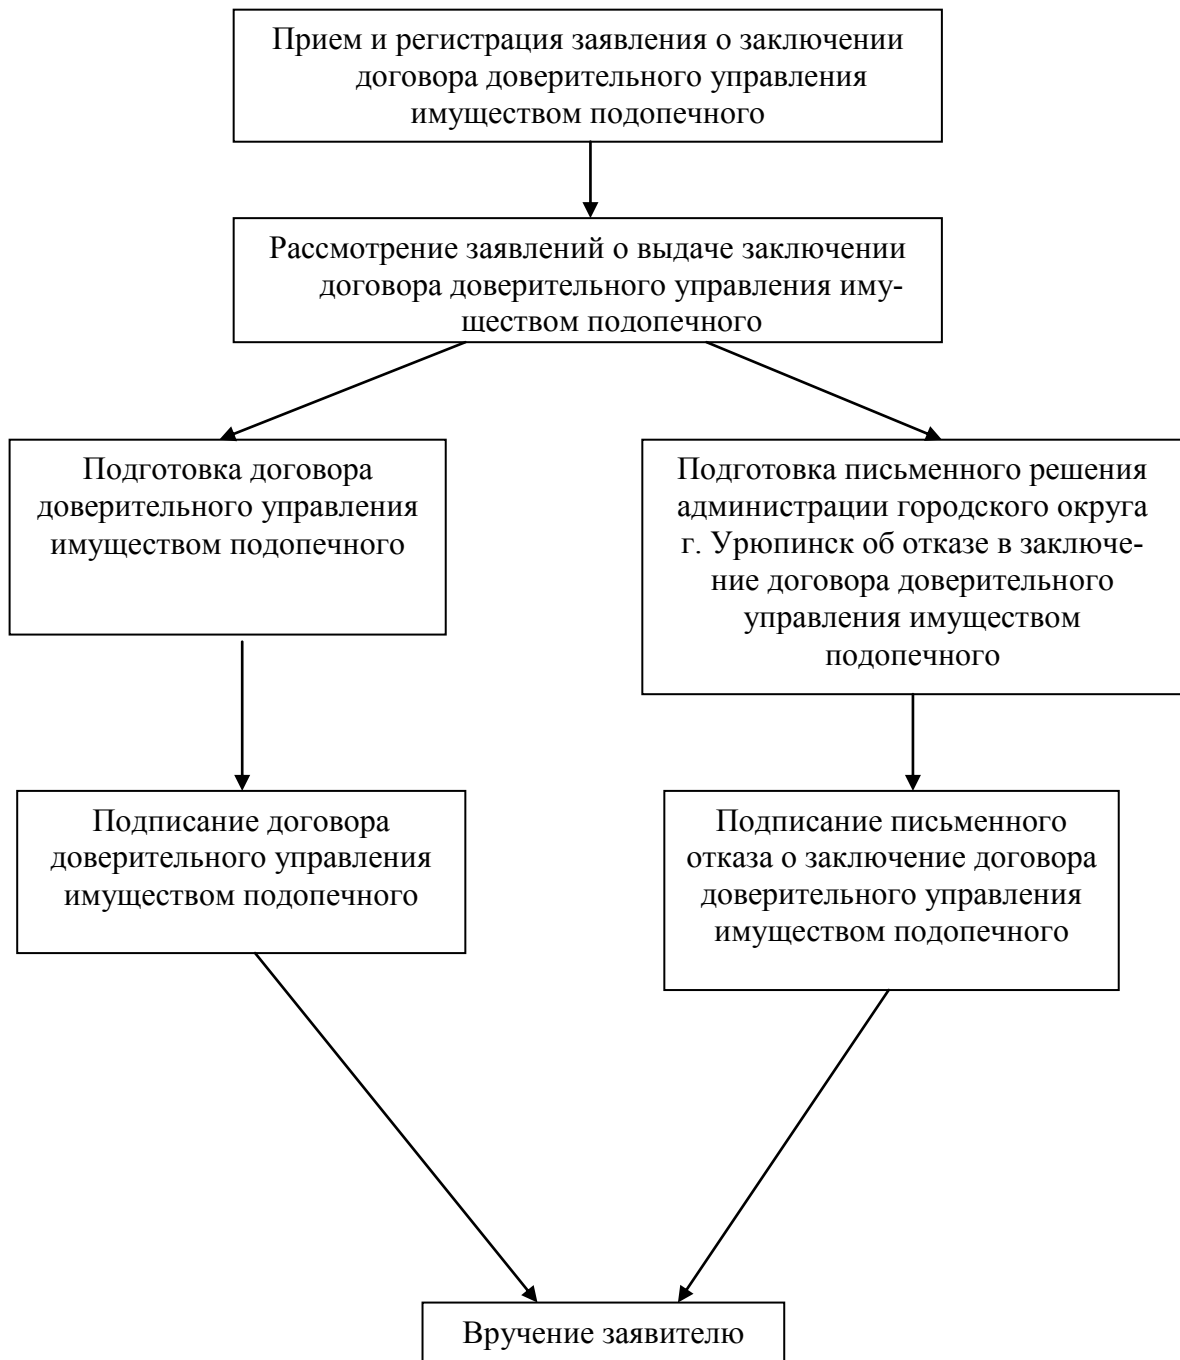 Прием и регистрация заявления о заключении
договора доверительного управления
имуществом подопечного
Рассмотрение заявлений о выдаче заключении
договора доверительного управления иму-
ществом подопечного
Подготовка договора
доверительного управления
имуществом подопечного
Подготовка письменного решения
администрации городского округа
г. Урюпинск об отказе в заключе-
ние договора доверительного
управления имуществом
подопечного
Подписание договора
доверительного управления
имуществом подопечного
Подписание письменного
отказа о заключение договора
доверительного управления
имуществом подопечного
Вручение заявителю